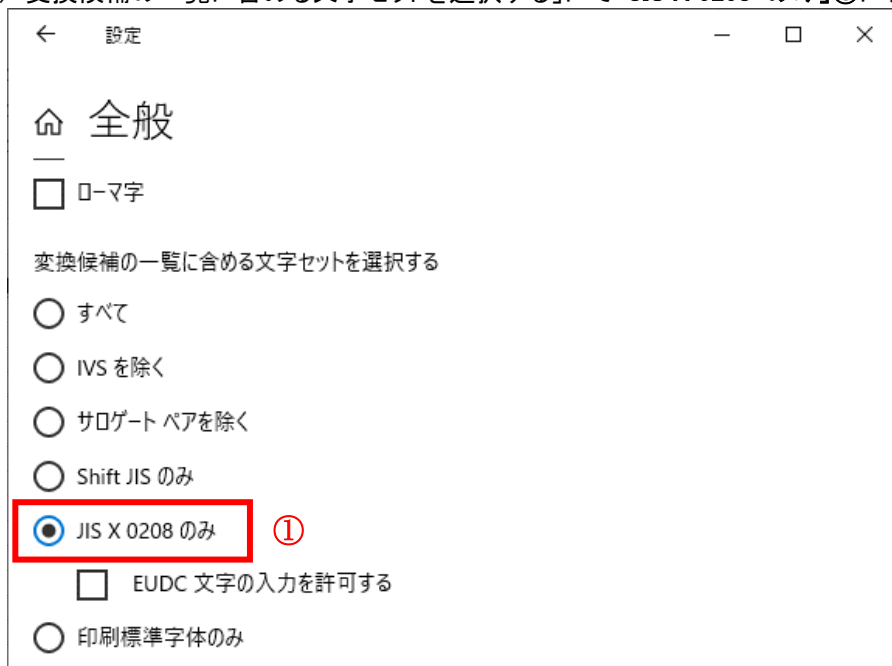 設定
全般
ローマ字
変換候補の一覧に含める文字セットを選択する
すべて
IVS を除く
サロゲート ペアを除く
Shift JIS のみ
JIS X 0208 のみ ①
EUDC 文字の入力を許可する
印刷標準字体のみ